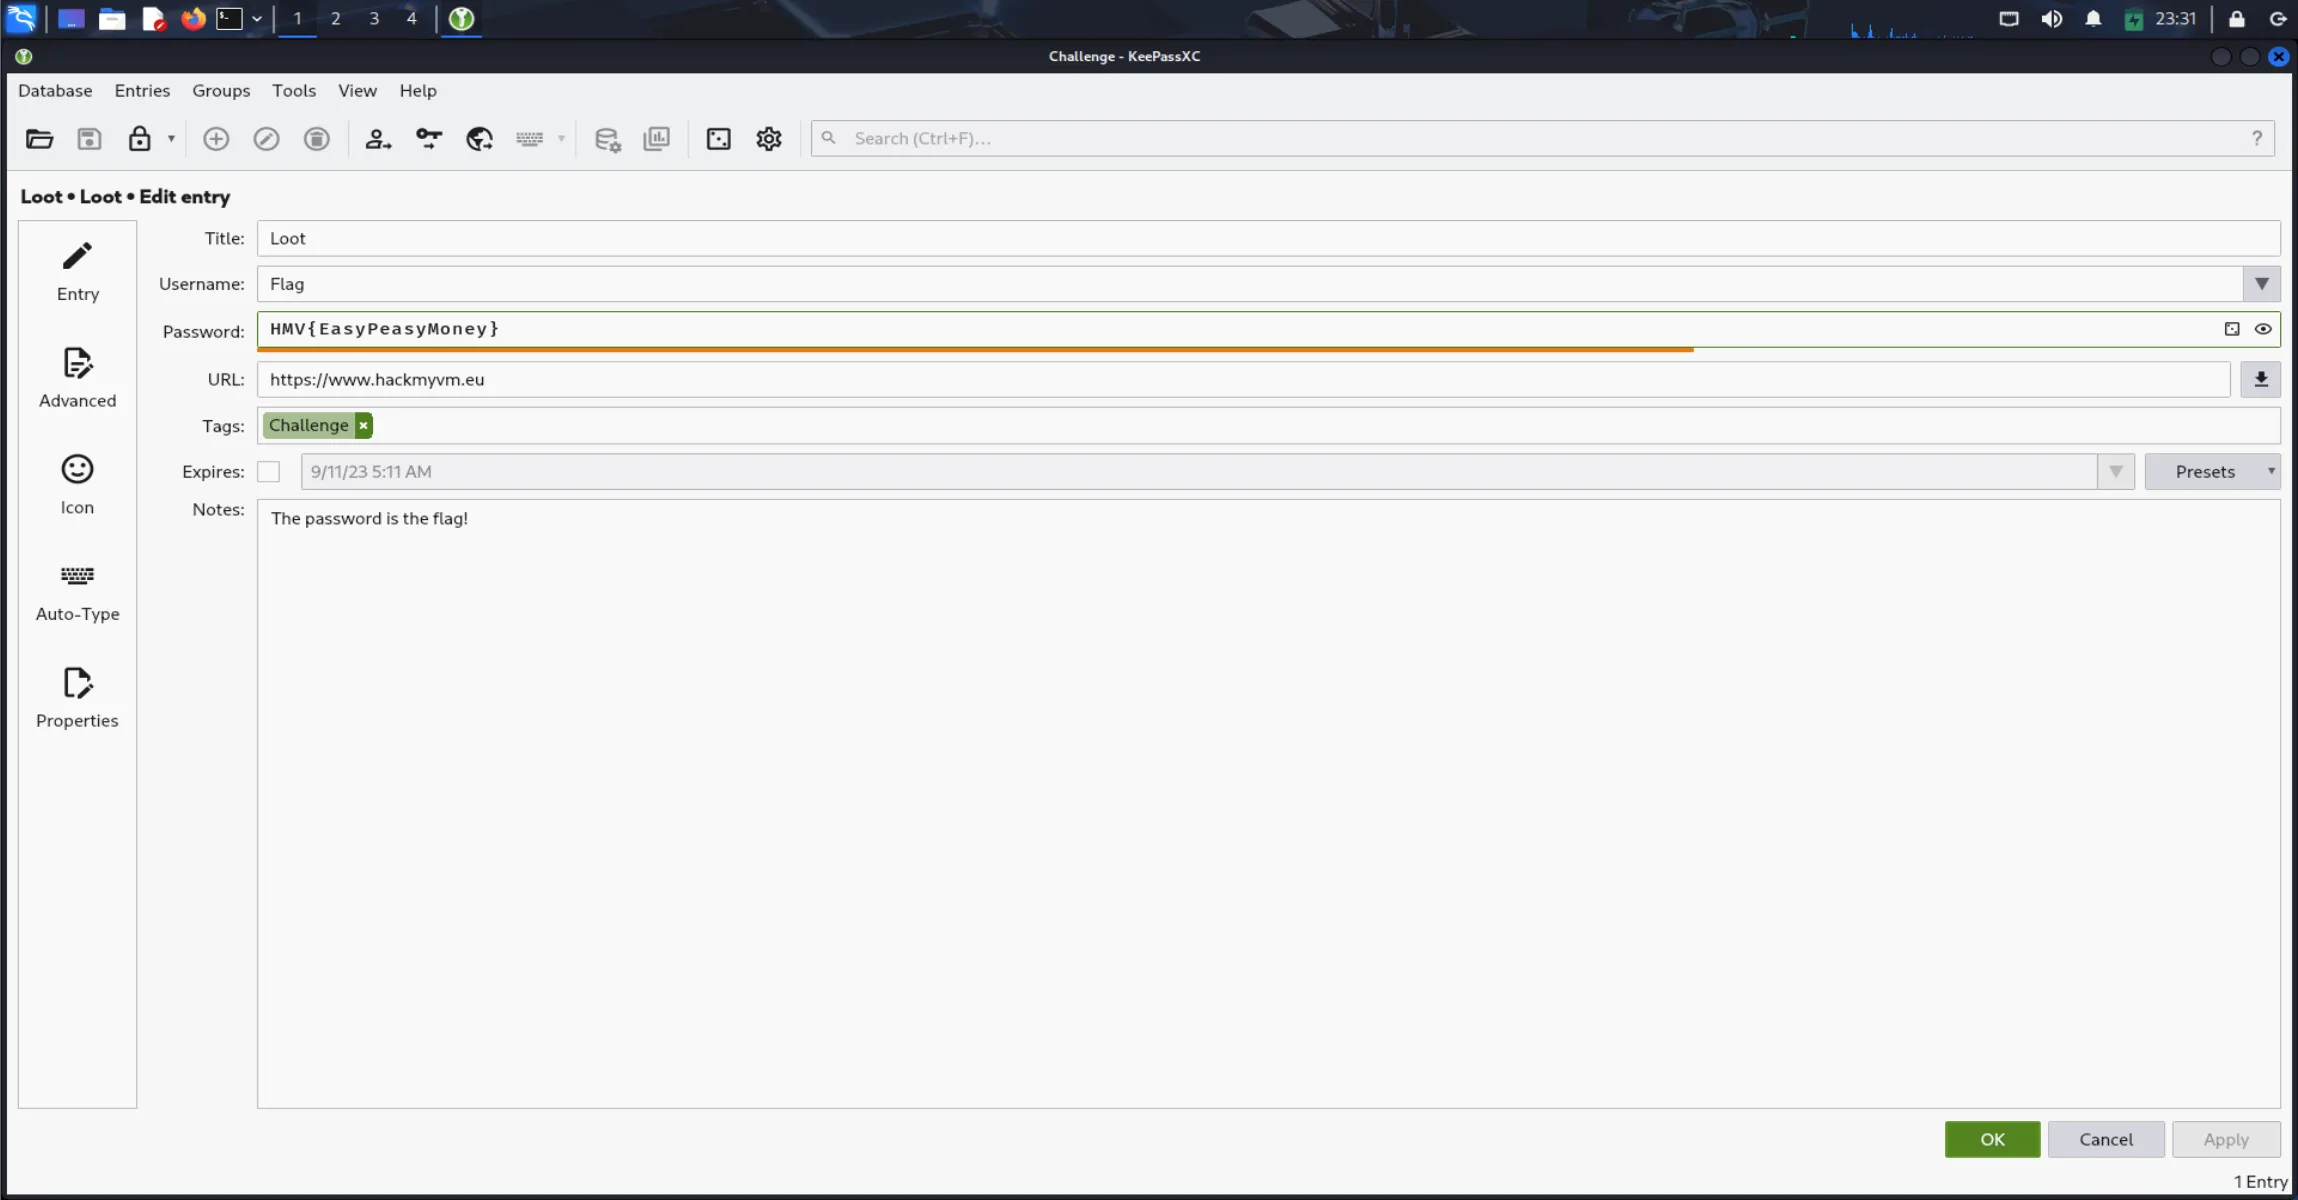 1 2 3 4 23:31
Challenge - KeePassXC
Database Entries Groups Tools View Help
Search (Ctrl+F)... ?
Loot • Loot • Edit entry
Entry
Advanced
Icon
Auto-Type
Properties
Title: Loot
Username: Flag
Password: HMV{EasyPeasyMoney}
URL: https://www.hackmyvm.eu
Tags: Challenge ×
Expires: 9/11/23 5:11 AM Presets
Notes: The password is the flag!
OK Cancel Apply
1 Entry